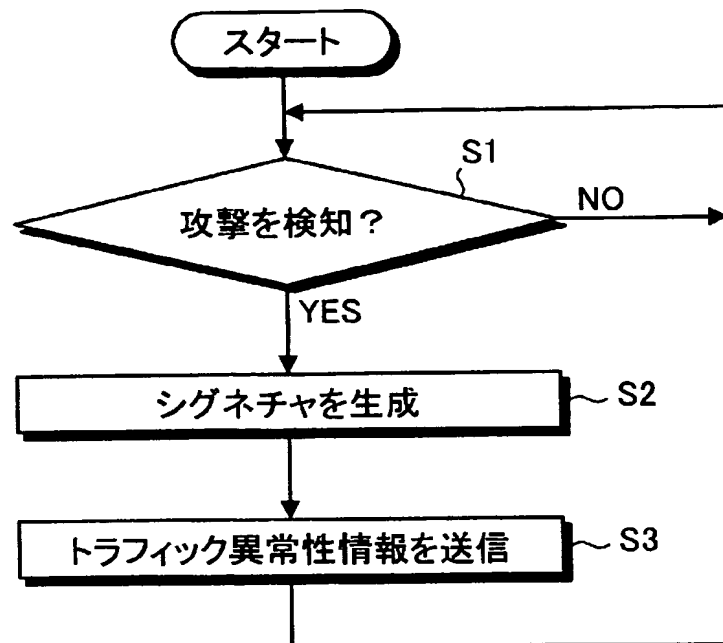 スタート
S1
攻撃を検知？
NO
YES
シグネチャを生成
S2
トラフィック異常性情報を送信
S3